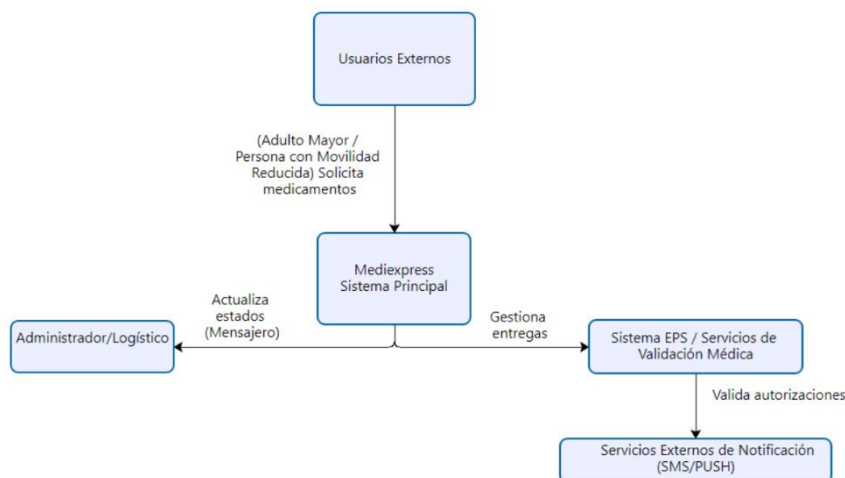 Usuarios Externos
(Adulto Mayor /
Persona con Movilidad
Reducida) Solicita
medicamentos
Mediexpress
Sistema Principal
Actualiza
estados
(Mensajero)
Gestiona
entregas
Administrador/Logístico
Sistema EPS / Servicios de
Validación Médica
Valida autorizaciones
Servicios Externos de Notificación
(SMS/PUSH)